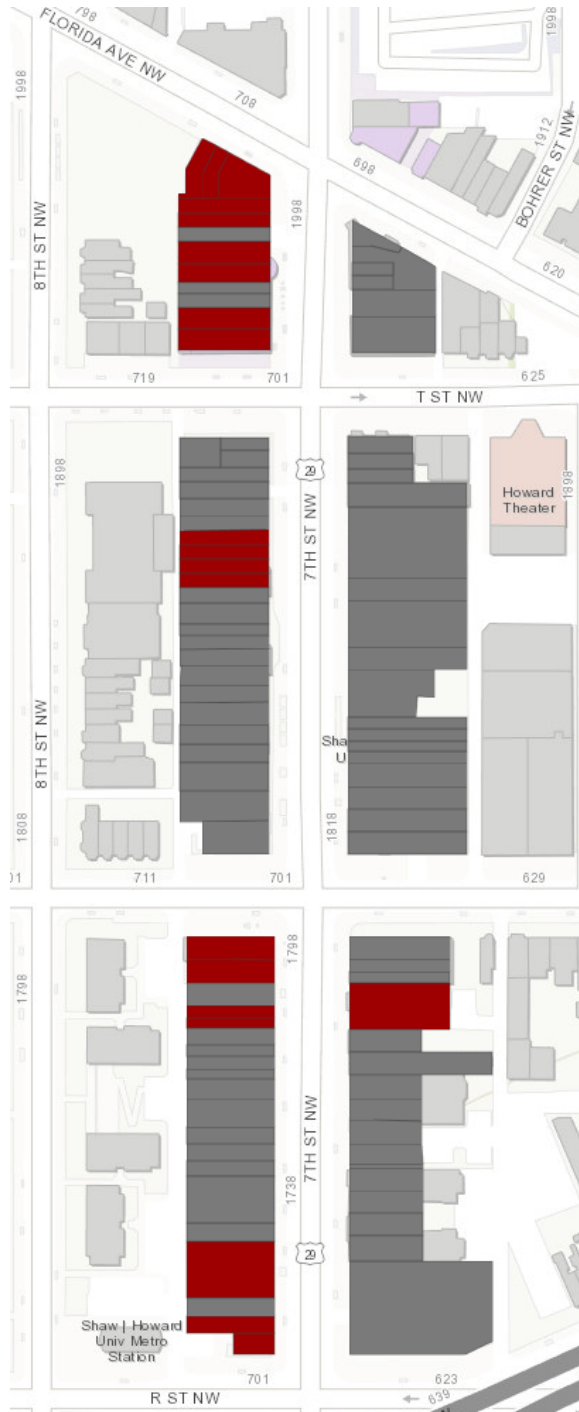 798
FLORIDA AVE NW
1998
1998
708
1912
BOHRER ST NW
698
1998
8TH ST NW
620
719
701
625
T ST NW
1898
29
7TH ST NW
1898
Howard
Theater
8TH ST NW
Sha
U
1808
1818
01
711
701
629
1798
1798
7TH ST NW
1738
29
Shaw | Howard
Univ Metro
Station
701
623
R ST NW
639